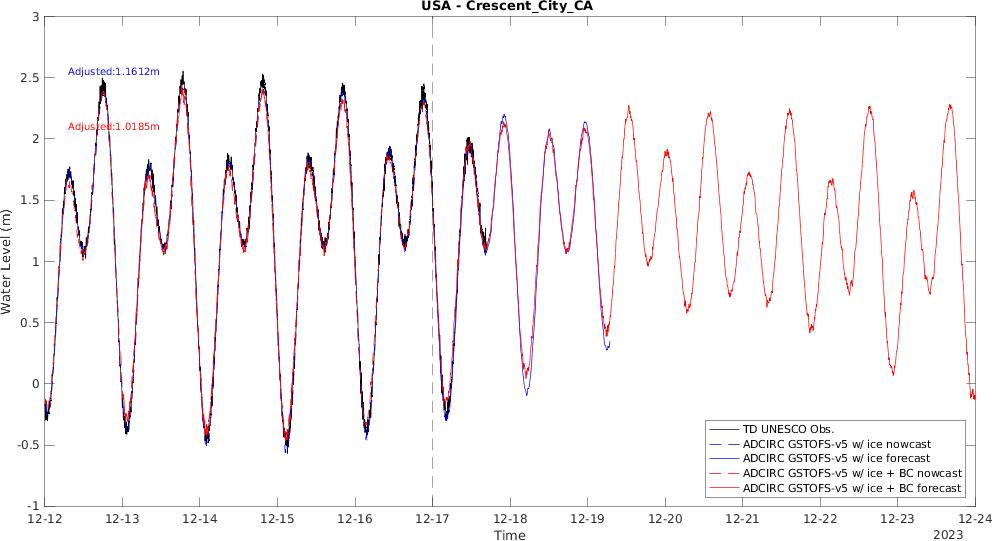 USA - Crescent_City_CA
3
2.5
2
1.5
1
0.5
0
-0.5
-1
Water Level (m)
Adjusted:1.1612m
Adjusted:1.0185m
TD UNESCO Obs.
ADCIRC GSTOFS-v5 w/ ice nowcast
ADCIRC GSTOFS-v5 w/ ice forecast
ADCIRC GSTOFS-v5 w/ ice + BC nowcast
ADCIRC GSTOFS-v5 w/ ice + BC forecast
12-12 12-13 12-14 12-15 12-16 12-17 12-18 12-19 12-20 12-21 12-22 12-23 12-24
Time
2023